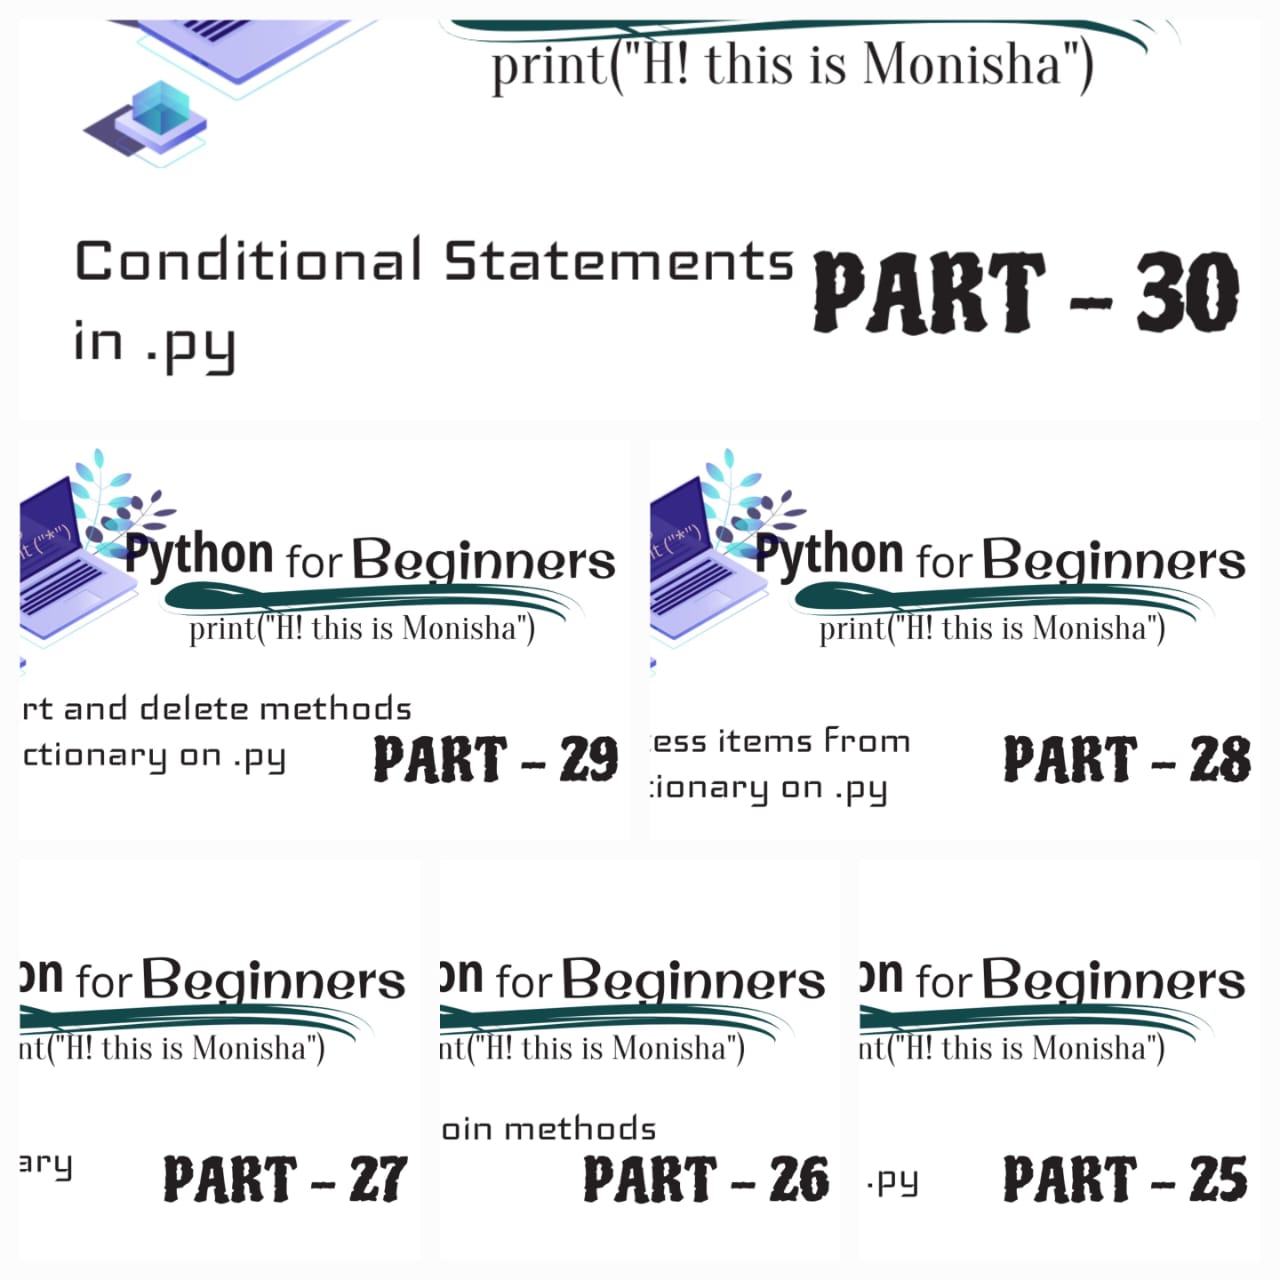 print("H! this is Monisha")
Conditional Statements
in .py
PART - 30
Python for Beginners
print("H! this is Monisha")
rt and delete methods
ctionary on .py
PART - 29
Python for Beginners
print("H! this is Monisha")
ess items from
ionary on .py
PART - 28
on for Beginners
nt("H! this is Monisha")
ary
PART - 27
on for Beginners
nt("H! this is Monisha")
oin methods
PART - 26
on for Beginners
nt("H! this is Monisha")
.py
PART - 25